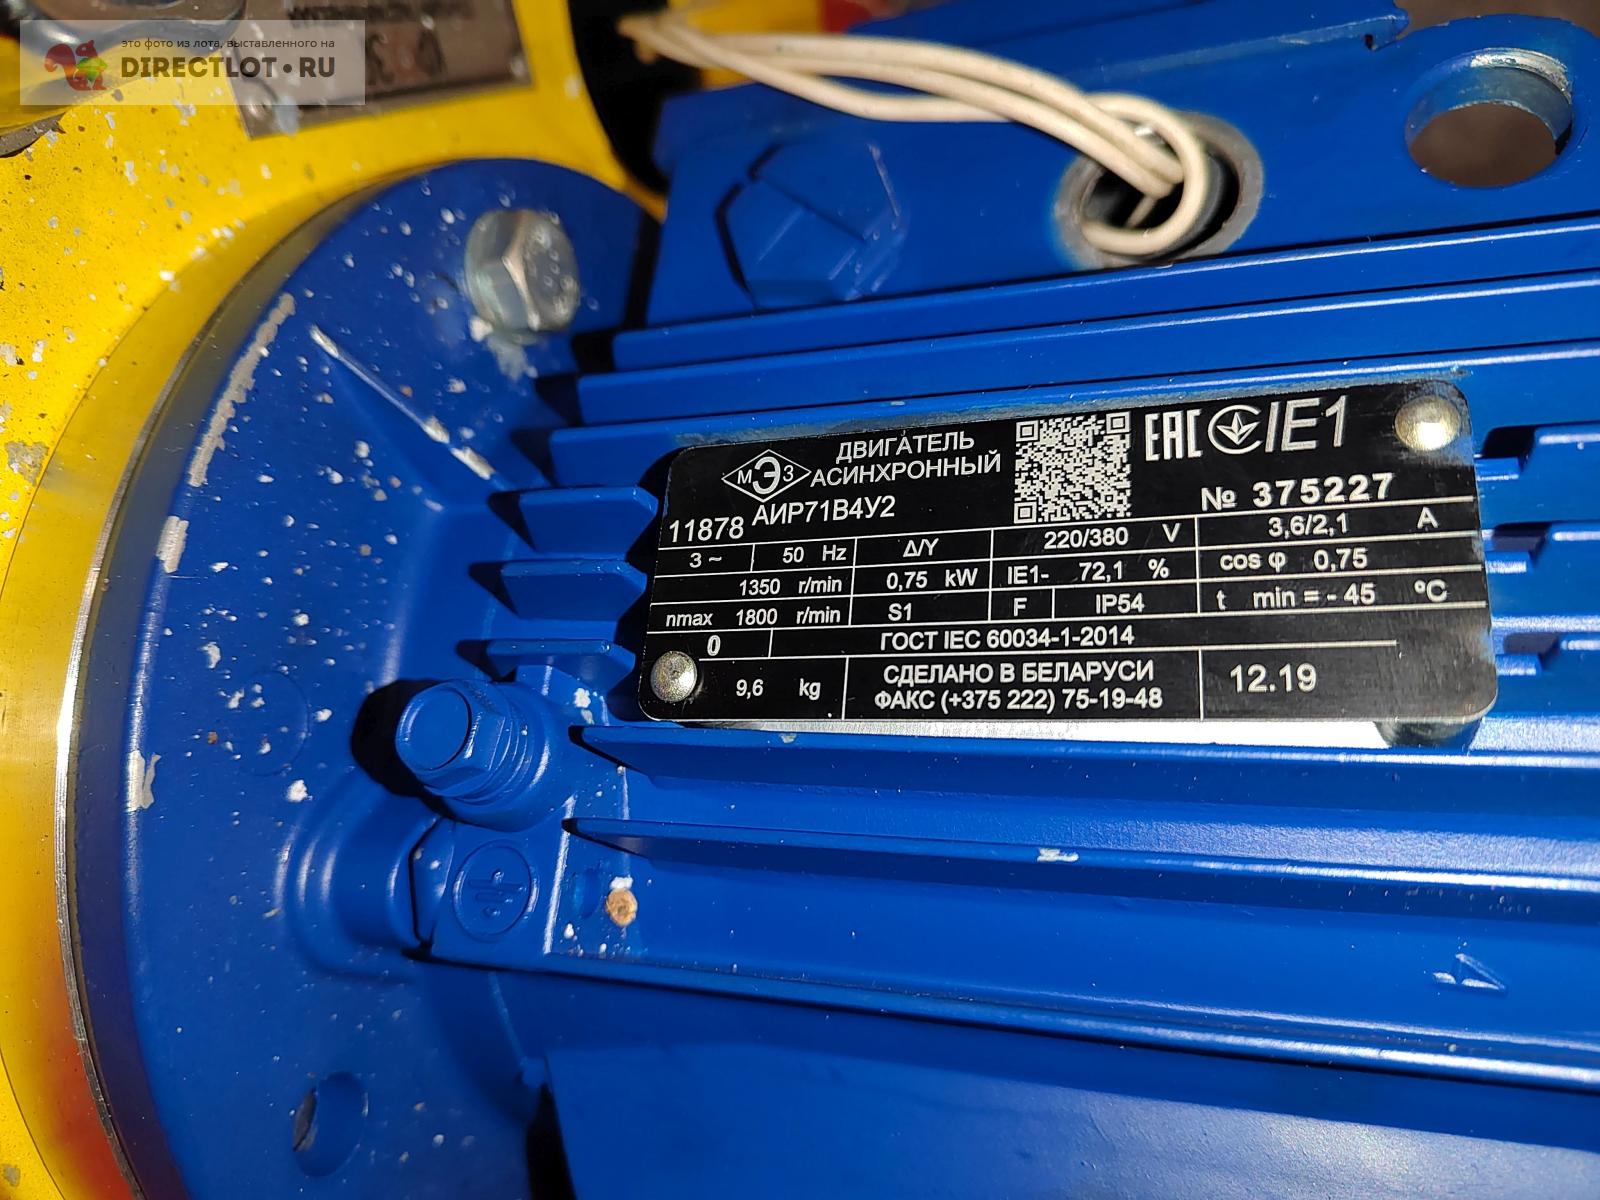 это фото из лота, выставленного на
DIRECTLOT•RU
МЭЗ
ДВИГАТЕЛЬ
АСИНХРОННЫЙ
EAC IE1
11878 АИР71В4У2
№ 375227
3 ~ 50 Hz Δ/Y 220/380 V 3,6/2,1 A
1350 r/min 0,75 kW IE1- 72,1 % cos φ 0,75
nmax 1800 r/min S1 F IP54 t min = - 45 °C
0 ГОСТ IEC 60034-1-2014
9,6 kg СДЕЛАНО В БЕЛАРУСИ 12.19
ФАКС (+375 222) 75-19-48